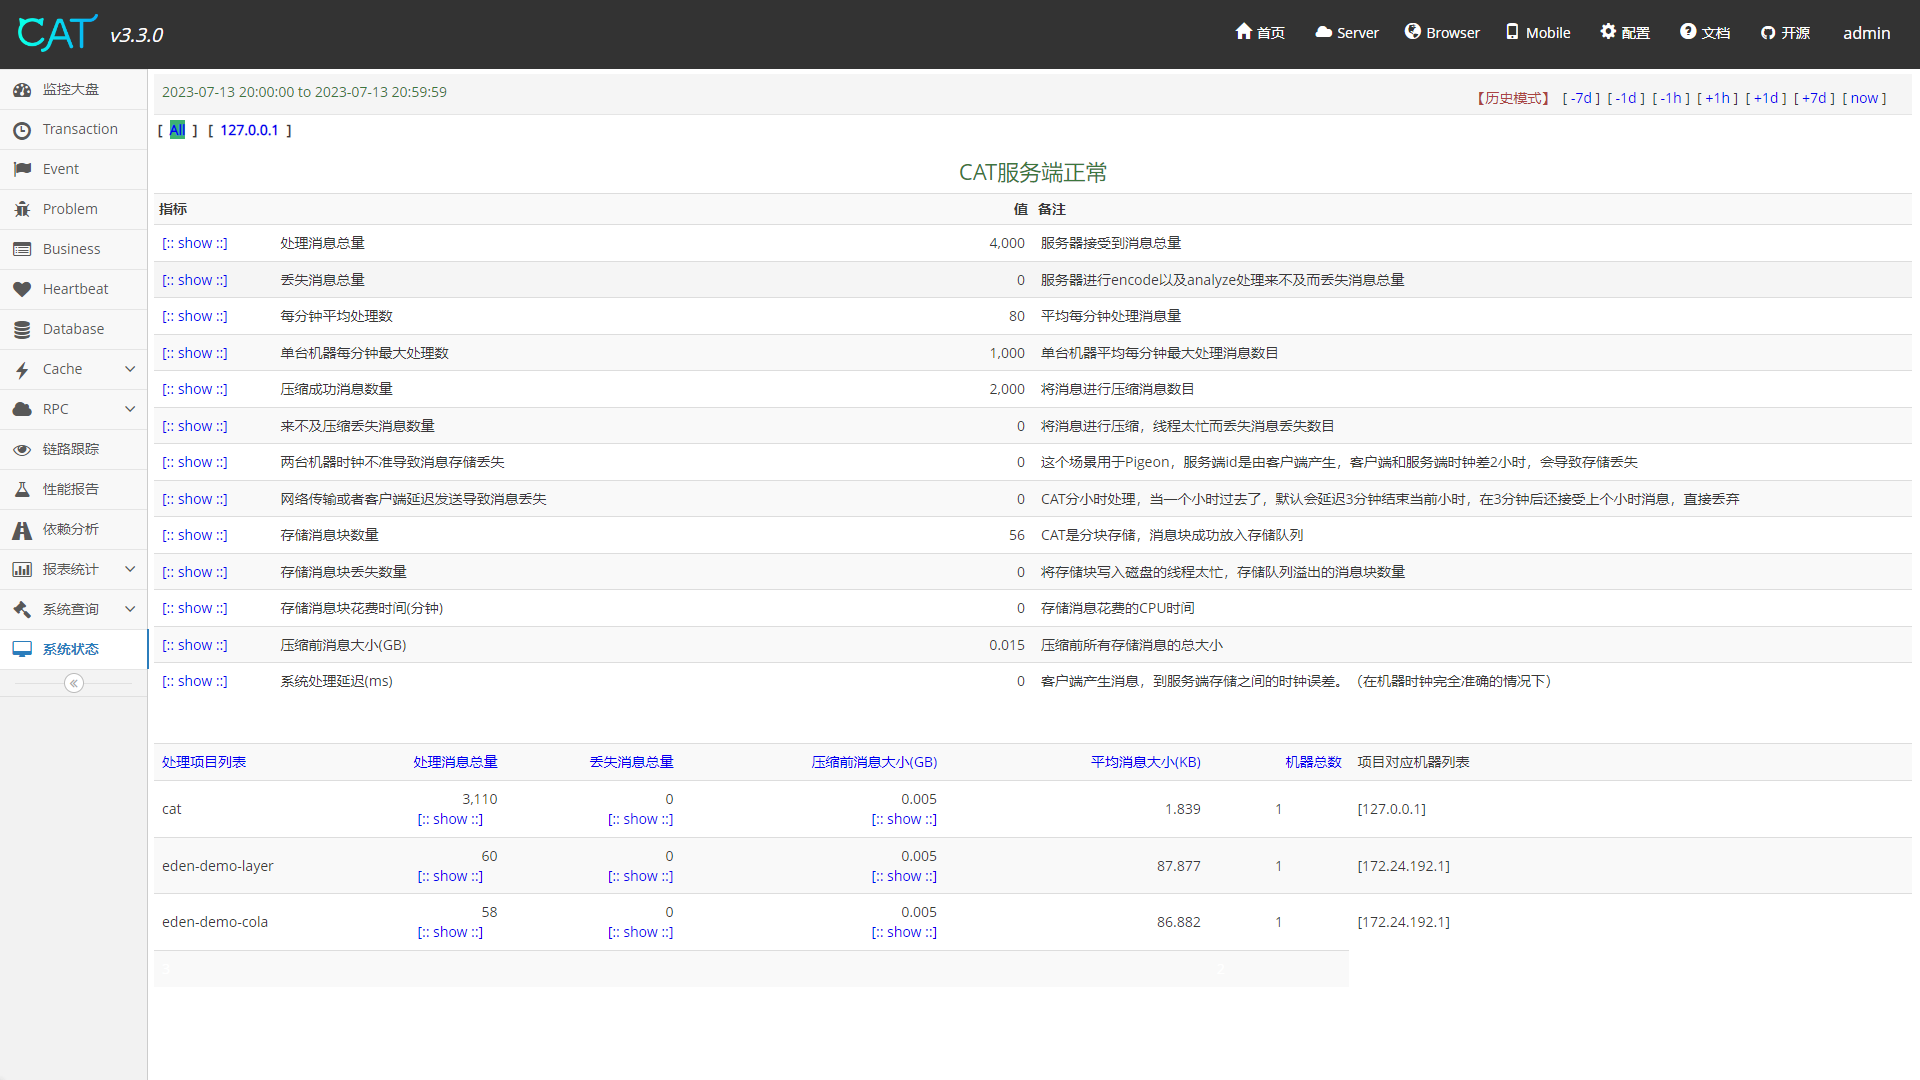 CAT v3.3.0
首页 Server Browser Mobile 配置 文档 开源 admin
监控大盘
Transaction
Event
Problem
Business
Heartbeat
Database
Cache
RPC
链路跟踪
性能报告
依赖分析
报表统计
系统查询
系统状态
2023-07-13 20:00:00 to 2023-07-13 20:59:59
【历史模式】 [ -7d ] [ -1d ] [ -1h ] [ +1h ] [ +1d ] [ +7d ] [ now ]
[ All ] [ 127.0.0.1 ]
CAT服务端正常
指标 值 备注
[:: show ::] 处理消息总量 4,000 服务器接受到消息总量
[:: show ::] 丢失消息总量 0 服务器进行encode以及analyze处理来不及而丢失消息总量
[:: show ::] 每分钟平均处理数 80 平均每分钟处理消息量
[:: show ::] 单台机器每分钟最大处理数 1,000 单台机器平均每分钟最大处理消息数目
[:: show ::] 压缩成功消息数量 2,000 将消息进行压缩消息数目
[:: show ::] 来不及压缩丢失消息数量 0 将消息进行压缩，线程太忙而丢失消息丢失数目
[:: show ::] 两台机器时钟不准导致消息存储丢失 0 这个场景用于Pigeon，服务端id是由客户端产生，客户端和服务端时钟差2小时，会导致存储丢失
[:: show ::] 网络传输或者客户端延迟发送导致消息丢失 0 CAT分小时处理，当一个小时过去了，默认会延迟3分钟结束当前小时，在3分钟后还接受上个小时消息，直接丢弃
[:: show ::] 存储消息块数量 56 CAT是分块存储，消息块成功放入存储队列
[:: show ::] 存储消息块丢失数量 0 将存储块写入磁盘的线程太忙，存储队列溢出的消息块数量
[:: show ::] 存储消息块花费时间(分钟) 0 存储消息花费的CPU时间
[:: show ::] 压缩前消息大小(GB) 0.015 压缩前所有存储消息的总大小
[:: show ::] 系统处理延迟(ms) 0 客户端产生消息，到服务端存储之间的时钟误差。（在机器时钟完全准确的情况下）
处理项目列表 处理消息总量 丢失消息总量 压缩前消息大小(GB) 平均消息大小(KB) 机器总数 项目对应机器列表
cat 3,110 0 0.005 1.839 1 [127.0.0.1]
[:: show ::] [:: show ::] [:: show ::]
eden-demo-layer 60 0 0.005 87.877 1 [172.24.192.1]
[:: show ::] [:: show ::] [:: show ::]
eden-demo-cola 58 0 0.005 86.882 1 [172.24.192.1]
[:: show ::] [:: show ::] [:: show ::]
3 2